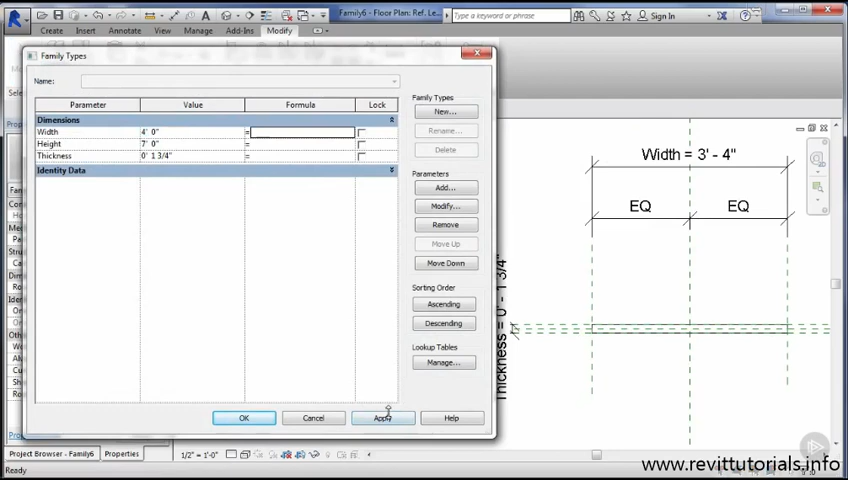 Family6 - Floor Plan: Ref. Le...
Type a keyword or phrase
Sign In
Create
Insert
View
Manage
Add-Ins
Modify
Family Types
Name:
Parameter Value Formula Lock
Dimensions
Width 4' 0" =
Height 7' 0" =
Thickness 0' 1 3/4" =
Identity Data
Family Types
New...
Rename...
Delete
Parameters
Add...
Modify...
Remove
Move Up
Move Down
Sorting Order
Ascending
Descending
Lookup Tables
Manage...
OK
Cancel
Apply
Help
Width = 3' - 4"
EQ EQ
Thickness = 0' - 1 3/4"
Project Browser - Family6
Properties
1/2" = 1'-0"
Ready
www.revittutorials.info